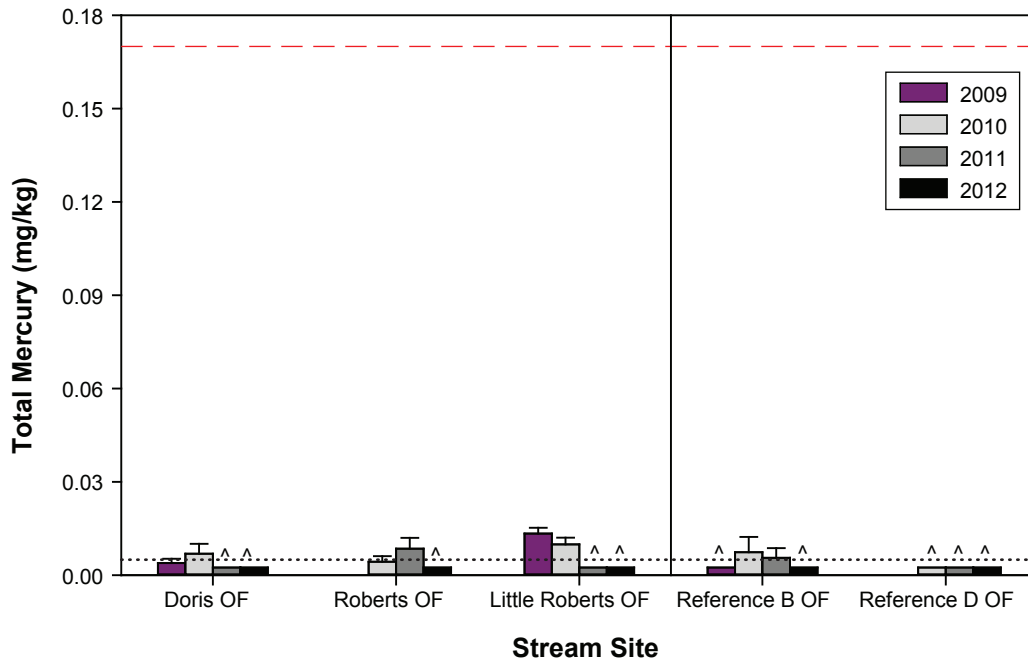 0.18
0.15
0.12
0.09
0.06
0.03
0.00
Total Mercury (mg/kg)
2009
2010
2011
2012
^ ^ ^ ^ ^ ^ ^ ^ ^ ^
Doris OF Roberts OF Little Roberts OF Reference B OF Reference D OF
Stream Site